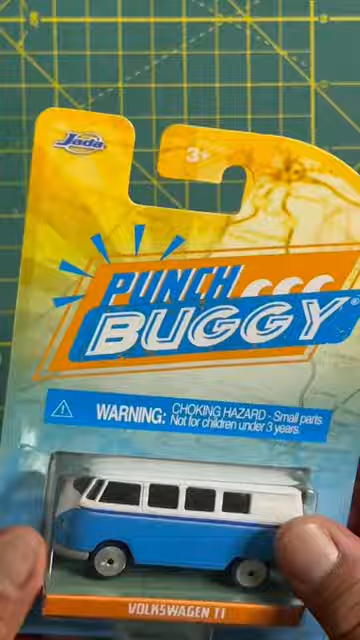 Jada
3+
PUNCH
BUGGY®
WARNING: CHOKING HAZARD - Small parts
Not for children under 3 years.
VOLKSWAGEN T1